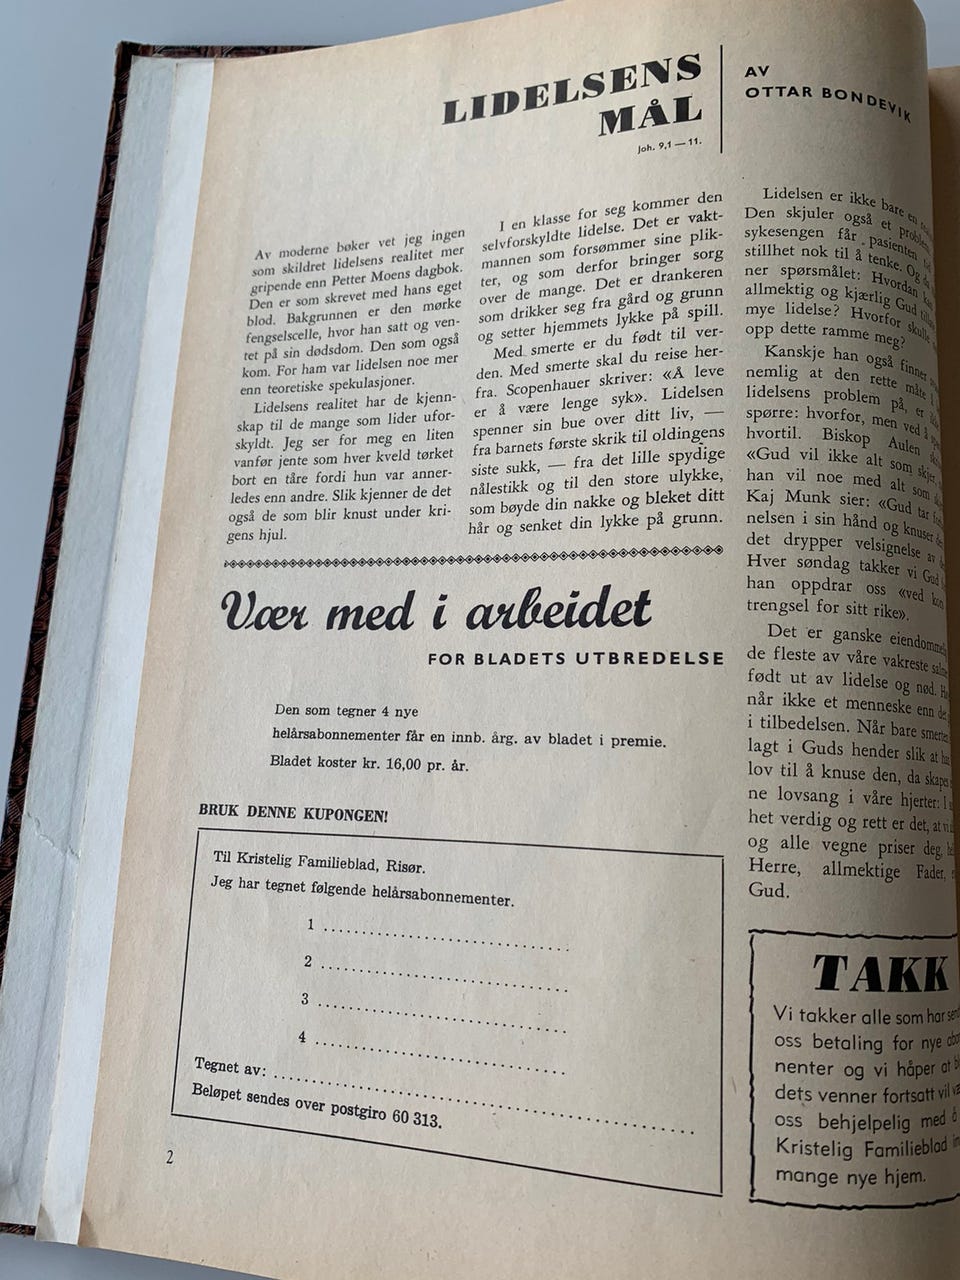 LIDELSENS
MÅL
Joh. 9,1 — 11.
AV
OTTAR BONDEVIK
Av moderne bøker vet jeg ingen
som skildret lidelsens realitet mer
gripende enn Petter Moens dagbok.
Den er som skrevet med hans eget
blod. Bakgrunnen er den mørke
fengselscelle, hvor han satt og ven-
tet på sin dødsdom. Den som også
kom. For ham var lidelsen noe mer
enn teoretiske spekulasjoner.
Lidelsens realitet har de kjenn-
skap til de mange som lider ufor-
skyldt. Jeg ser for meg en liten
vanfør jente som hver kveld tørket
bort en tåre fordi hun var anner-
ledes enn andre. Slik kjenner de det
også de som blir knust under kri-
gens hjul.
I en klasse for seg kommer den
selvforskyldte lidelse. Det er vakt-
mannen som forsømmer sine plik-
ter, og som derfor bringer sorg
over de mange. Det er drankeren
som drikker seg fra gård og grunn
og setter hjemmets lykke på spill.
Med smerte er du født til ver-
den. Med smerte skal du reise her-
fra. Scopenhauer skriver: «Å leve
er å være lenge syk». Lidelsen
spenner sin bue over ditt liv, —
fra barnets første skrik til oldingens
siste sukk, — fra det lille spydige
nålestikk og til den store ulykke,
som bøyde din nakke og bleket ditt
hår og senket din lykke på grunn.
Lidelsen er ikke bare en
Den skjuler også et
sykesengen får pasienten
stillhet nok til å tenke. Og
ner spørsmålet: Hvordan
allmektig og kjærlig Gud
mye lidelse? Hvorfor skulle
opp dette ramme meg?
Kanskje han også finner
nemlig at den rette måte å
lidelsens problem på, er
spørre: hvorfor, men ved å
hvortil. Biskop Aulen
«Gud vil ikke alt som skjer,
han vil noe med alt som
Kaj Munk sier: «Gud tar
nelsen i sin hånd og knuser
det drypper velsignelse av
Hver søndag takker vi Gud
han oppdrar oss «ved
trengsel for sitt rike».
Det er ganske
de fleste av våre vakreste
født ut av lidelse og nød.
når ikke et menneske enn
i tilbedelsen. Når bare
lagt i Guds hender slik at
lov til å knuse den, da
ne lovsang i våre hjerter:
het verdig og rett er det, at vi
og alle vegne priser deg,
Herre, allmektige Fader,
Gud.
Vær med i arbeidet
FOR BLADETS UTBREDELSE
Den som tegner 4 nye
helårsabonnementer får en innb. årg. av bladet i premie.
Bladet koster kr. 16,00 pr. år.
BRUK DENNE KUPONGEN!
Til Kristelig Familieblad, Risør.
Jeg har tegnet følgende helårsabonnementer.
1 ..............................
2 ..............................
3 ..............................
4 ..............................
Tegnet av: ..................................................
Beløpet sendes over postgiro 60 313.
TAKK
Vi takker alle som har
oss betaling for nye
nenter og vi håper at
dets venner fortsatt vil
oss behjelpelig med å
Kristelig Familieblad
mange nye hjem.
2